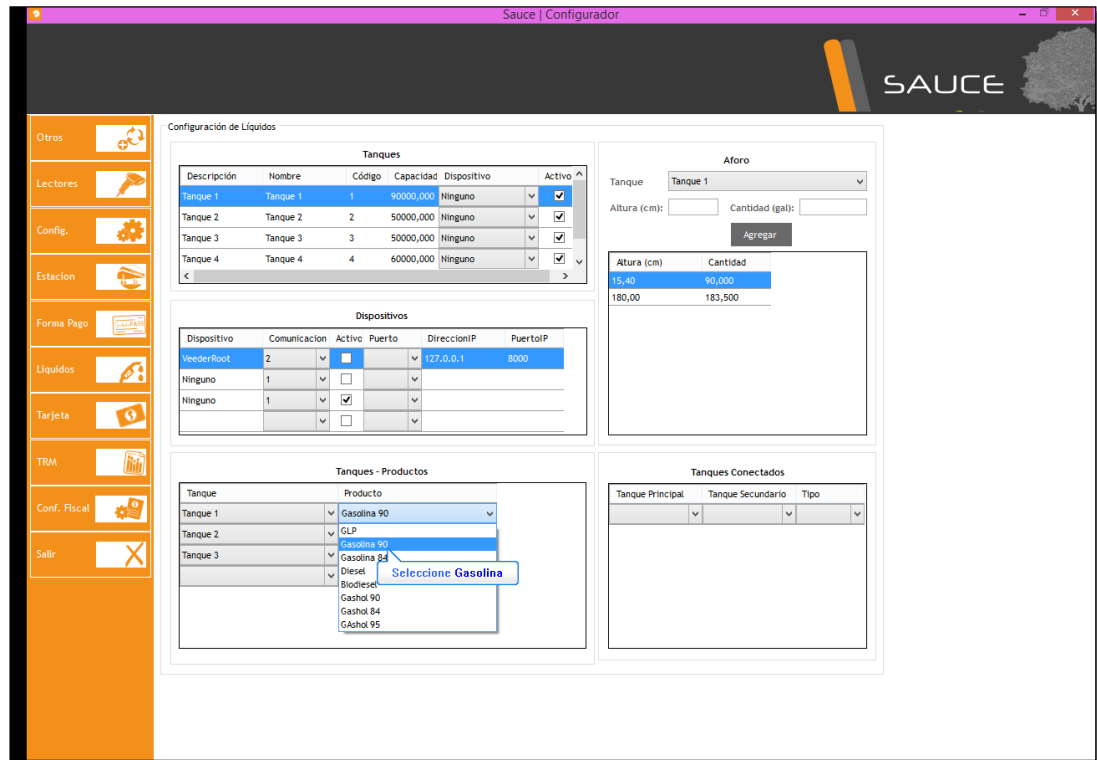 Sauce | Configurador
SAUCE
Otros
Lectores
Config.
Estacion
Forma Pago
Liquidos
Tarjeta
TRM
Conf. Fiscal
Salir
Configuración de Líquidos
Tanques
Descripción Nombre Código Capacidad Dispositivo Activo
Tanque 1 Tanque 1 1 90000,000 Ninguno
Tanque 2 Tanque 2 2 50000,000 Ninguno
Tanque 3 Tanque 3 3 50000,000 Ninguno
Tanque 4 Tanque 4 4 60000,000 Ninguno
Dispositivos
Dispositivo Comunicacion Activo Puerto DireccionIP PuertoIP
VeederRoot 2 127.0.0.1 8000
Ninguno 1
Ninguno 1
Tanques - Productos
Tanque Producto
Tanque 1 Gasolina 90
Tanque 2
Tanque 3
GLP
Gasolina 90
Gasolina 84
Diesel
Biodiesel
Gashol 90
Gashol 84
GAshol 95
Seleccione Gasolina
Aforo
Tanque Tanque 1
Altura (cm): Cantidad (gal):
Agregar
Altura (cm) Cantidad
15,40 90,000
180,00 183,500
Tanques Conectados
Tanque Principal Tanque Secundario Tipo